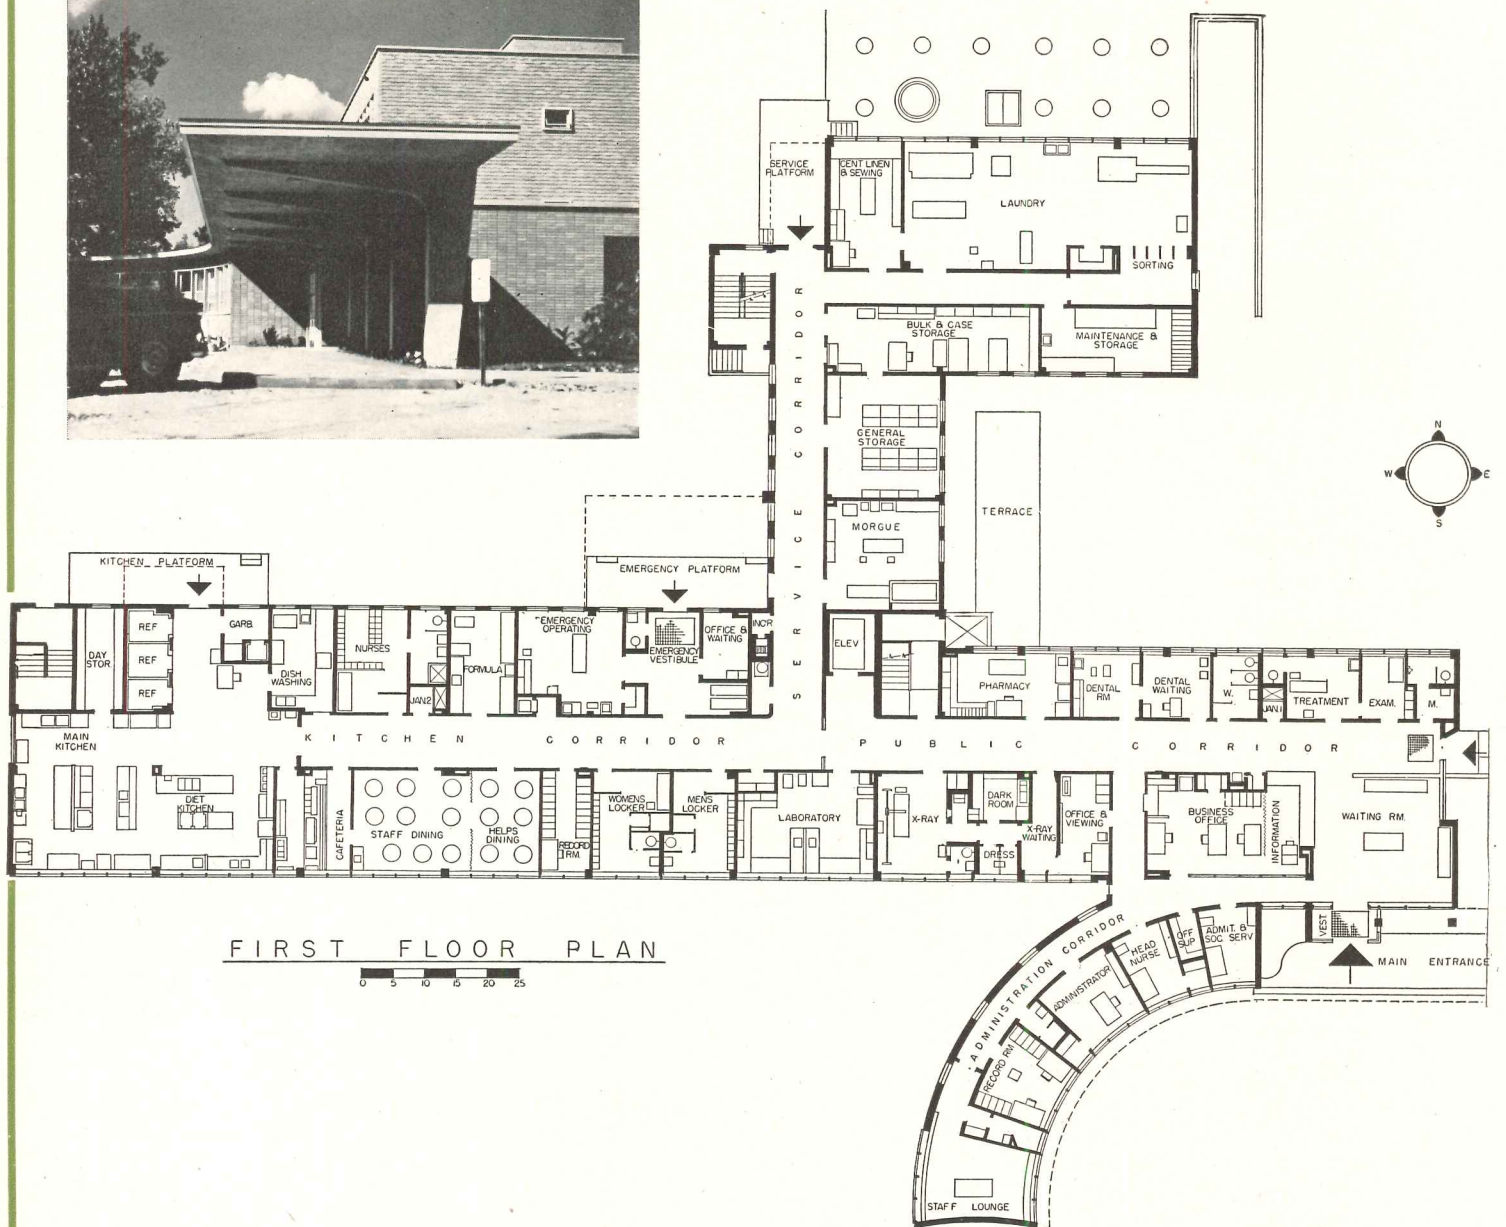 SERVICE
PLATFORM
CENT LINEN
& SEWING
LAUNDRY
SORTING
BULK & CASE
STORAGE
MAINTENANCE &
STORAGE
GENERAL
STORAGE
MORGUE
TERRACE
N
W
E
S
SERVICE CORRIDOR
KITCHEN PLATFORM
EMERGENCY PLATFORM
DAY
STOR.
REF
REF
REF
GARB.
DISH
WASHING
NURSES
JAN2
FORMULA
EMERGENCY
OPERATING
EMERGENCY
VESTIBULE
OFFICE &
WAITING
INCR
ELEV
PHARMACY
DENTAL
RM
DENTAL
WAITING
W.
JAN.1
TREATMENT
EXAM.
M.
KITCHEN CORRIDOR
PUBLIC CORRIDOR
MAIN
KITCHEN
DIET
KITCHEN
CAFETERIA
STAFF DINING
HELPS
DINING
RECORD
RM.
WOMENS
LOCKER
MENS
LOCKER
LABORATORY
X-RAY
DARK
ROOM
DRESS
X-RAY
WAITING
OFFICE &
VIEWING
BUSINESS
OFFICE
INFORMATION
WAITING RM.
VEST.
MAIN ENTRANCE
ADMINISTRATION CORRIDOR
ADMIT. &
SOC. SERV
OFF
SUP
HEAD
NURSE
ADMINISTRATOR
RECORD RM
STAFF LOUNGE
FIRST FLOOR PLAN
0 5 10 15 20 25